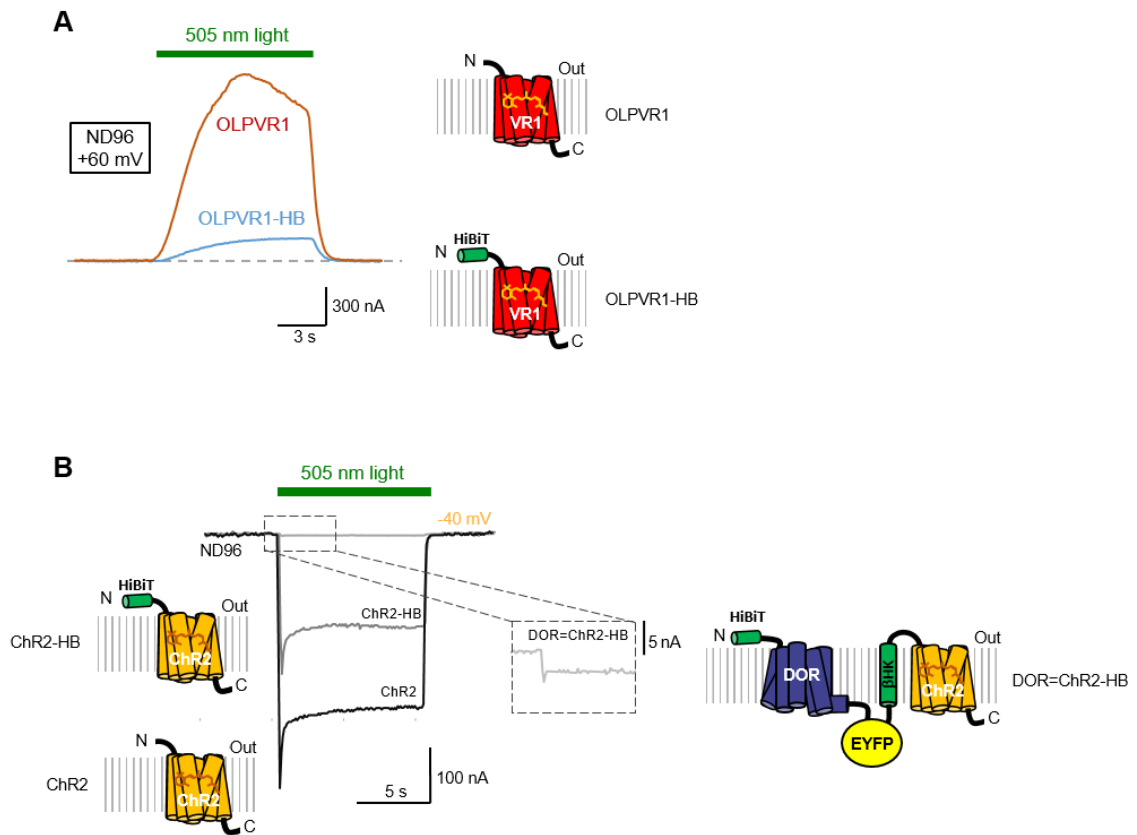 A
505 nm light
ND96
+60 mV
OLPVR1
OLPVR1-HB
300 nA
3 s
N
Out
VR1
C
OLPVR1
HiBiT
N
Out
VR1
C
OLPVR1-HB
B
505 nm light
-40 mV
ND96
HiBiT
N
Out
ChR2-HB
ChR2
C
ChR2-HB
ChR2
DOR=ChR2-HB
5 nA
N
Out
ChR2
ChR2
C
100 nA
5 s
HiBiT
N
Out
DOR
βHK
ChR2
DOR=ChR2-HB
C
EYFP